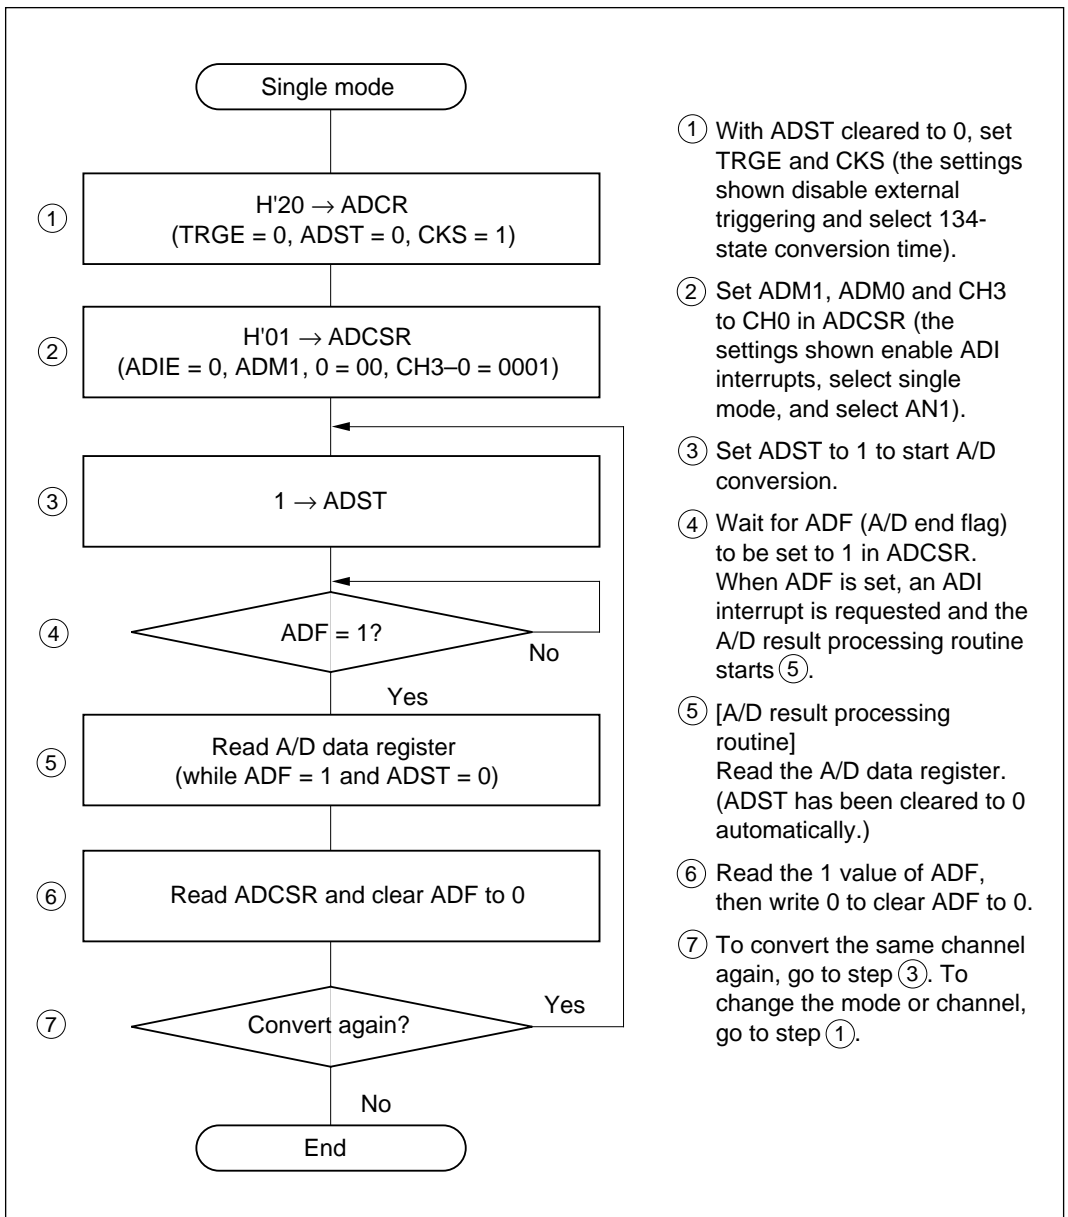 Single mode
① H'20 → ADCR
(TRGE = 0, ADST = 0, CKS = 1)
② H'01 → ADCSR
(ADIE = 0, ADM1, 0 = 00, CH3–0 = 0001)
③ 1 → ADST
④ ADF = 1?
No
Yes
⑤ Read A/D data register
(while ADF = 1 and ADST = 0)
⑥ Read ADCSR and clear ADF to 0
⑦ Convert again?
Yes
No
End
① With ADST cleared to 0, set
TRGE and CKS (the settings
shown disable external
triggering and select 134-
state conversion time).
② Set ADM1, ADM0 and CH3
to CH0 in ADCSR (the
settings shown enable ADI
interrupts, select single
mode, and select AN1).
③ Set ADST to 1 to start A/D
conversion.
④ Wait for ADF (A/D end flag)
to be set to 1 in ADCSR.
When ADF is set, an ADI
interrupt is requested and the
A/D result processing routine
starts ⑤.
⑤ [A/D result processing
routine]
Read the A/D data register.
(ADST has been cleared to 0
automatically.)
⑥ Read the 1 value of ADF,
then write 0 to clear ADF to 0.
⑦ To convert the same channel
again, go to step ③. To
change the mode or channel,
go to step ①.